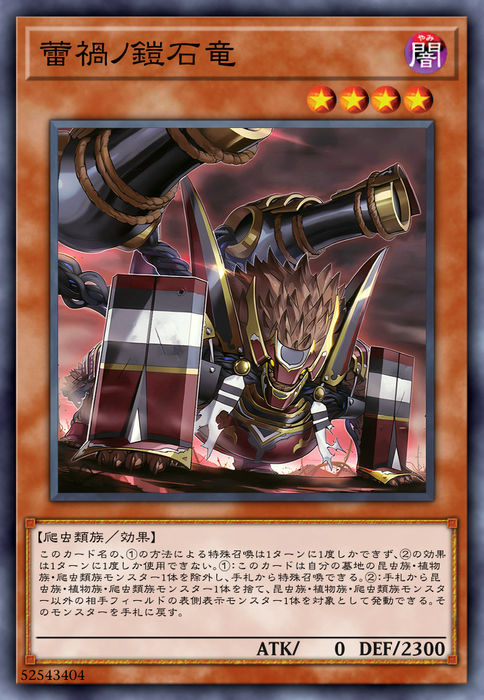 蕾禍ノ鎧石竜
やみ
闇
【爬虫類族／効果】
このカード名の、①の方法による特殊召喚は1ターンに1度しかできず、②の効果
は1ターンに1度しか使用できない。①：このカードは自分の墓地の昆虫族・植物
族・爬虫類族モンスター1体を除外し、手札から特殊召喚できる。②：手札から昆
虫族・植物族・爬虫類族モンスター1体を捨て、昆虫族・植物族・爬虫類族モンスタ
ー以外の相手フィールドの表側表示モンスター1体を対象として発動できる。そ
のモンスターを手札に戻す。
ATK/ 0 DEF/2300
52543404